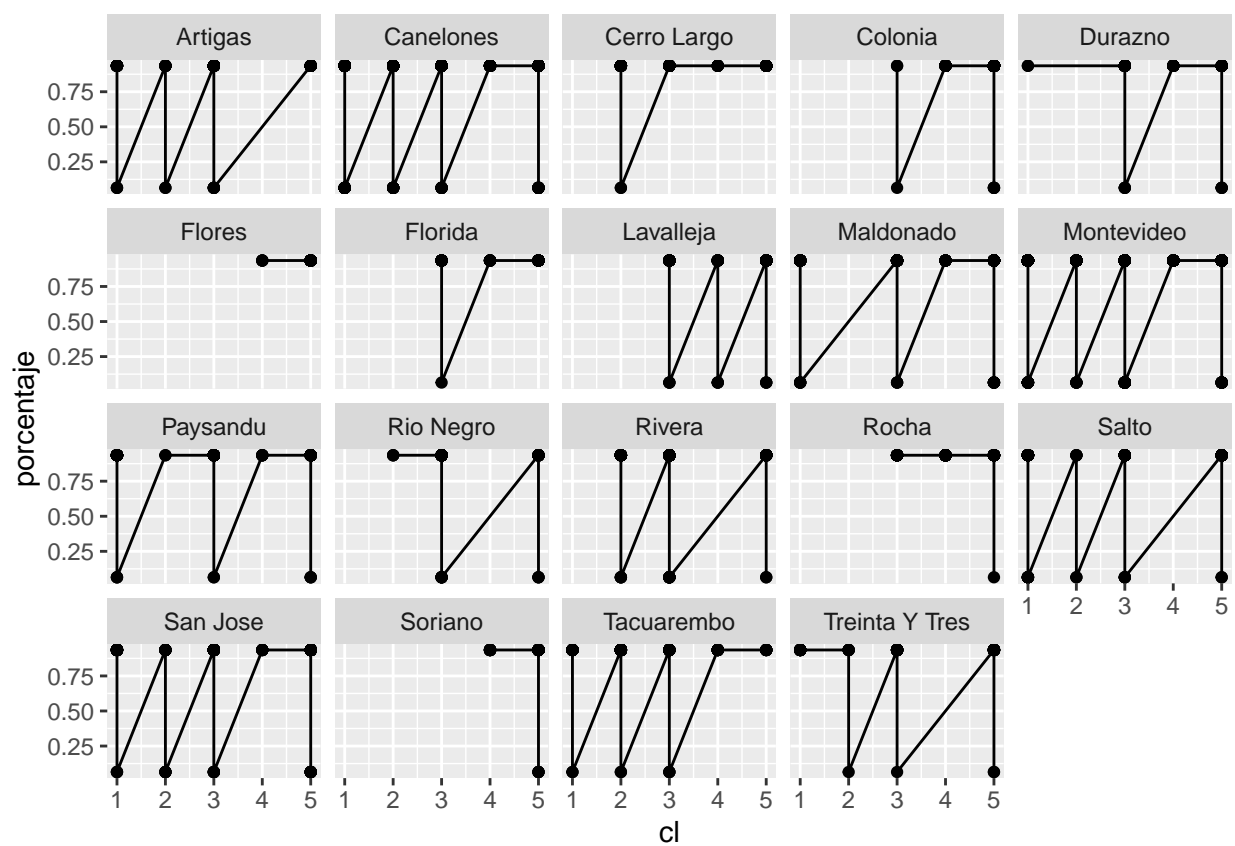 Artigas Canelones Cerro Largo Colonia Durazno
0.75
0.50
0.25
Flores Florida Lavalleja Maldonado Montevideo
0.75
0.50
0.25
Paysandu Rio Negro Rivera Rocha Salto
0.75
0.50
0.25
1 2 3 4 5
San Jose Soriano Tacuarembo Treinta Y Tres
0.75
0.50
0.25
1 2 3 4 5 1 2 3 4 5 1 2 3 4 5 1 2 3 4 5
cl
porcentaje